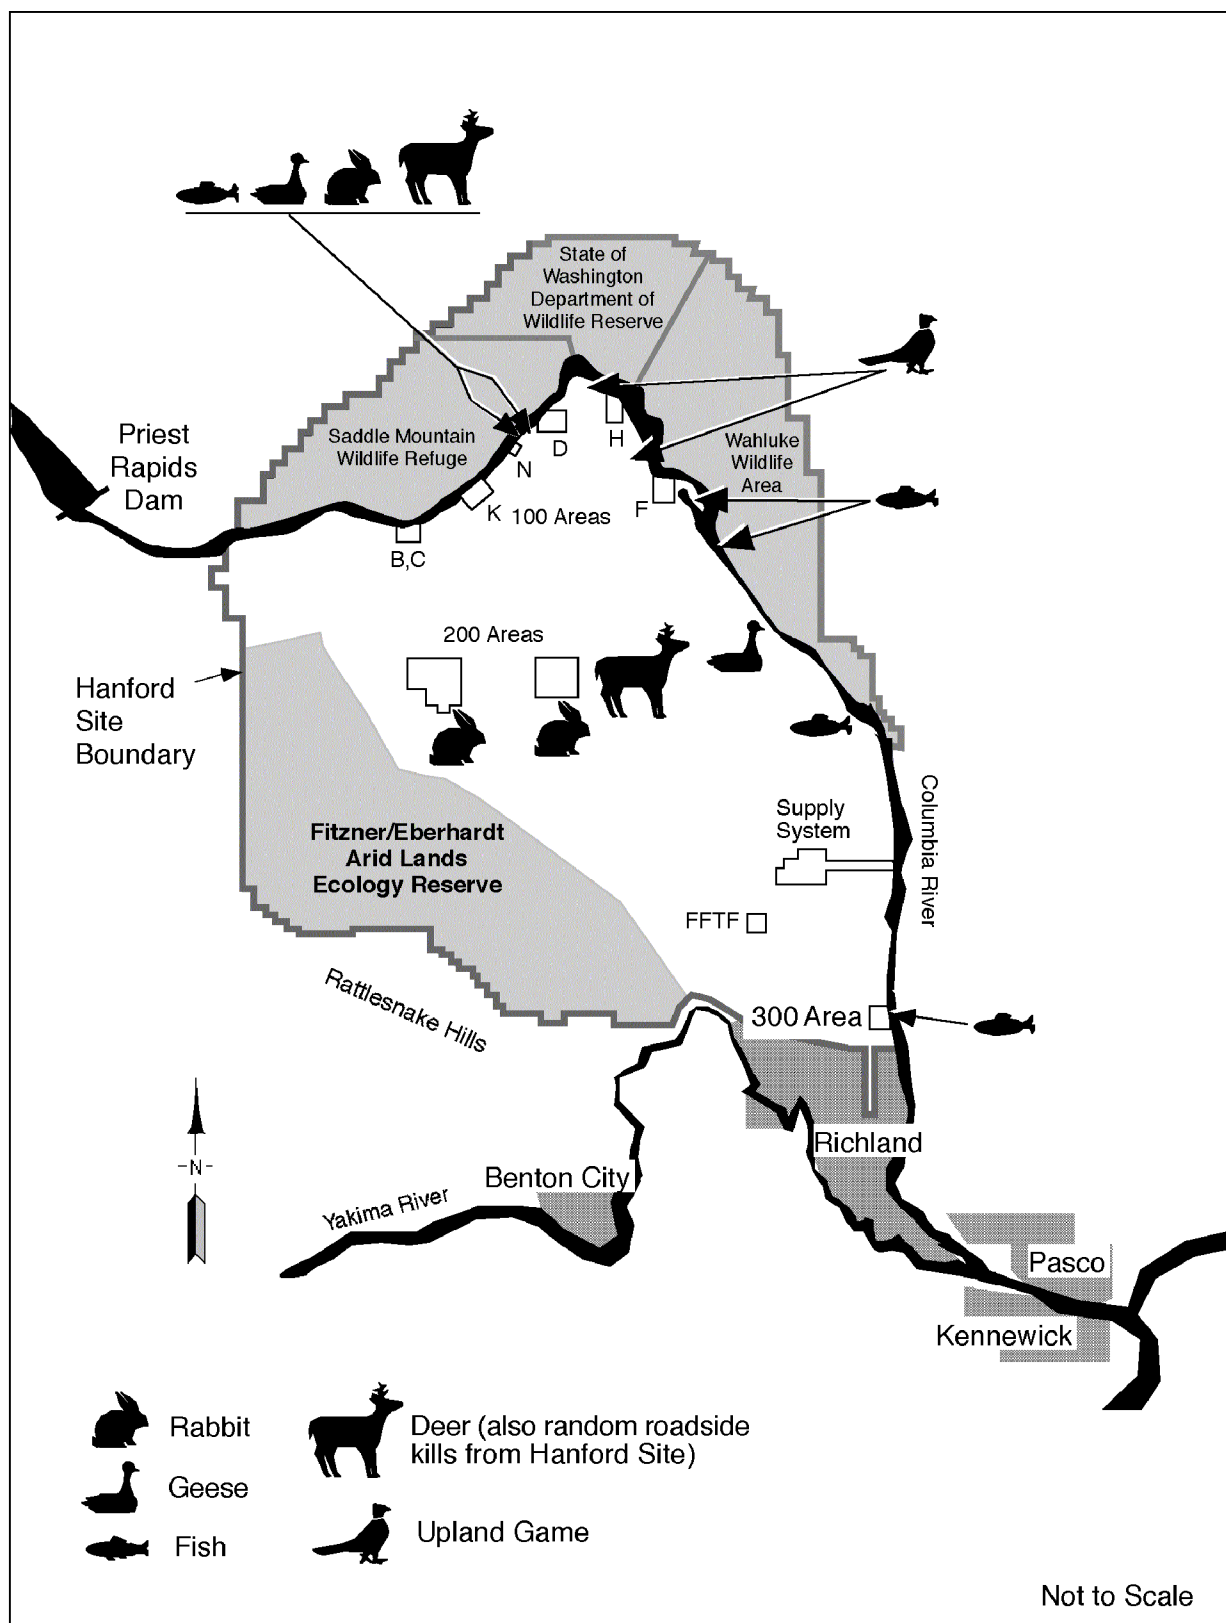 State of
Washington
Department of
Wildlife Reserve
Priest
Rapids
Dam
Saddle Mountain
Wildlife Refuge
Wahluke
Wildlife
Area
D
H
N
K
F
100 Areas
B,C
200 Areas
Hanford
Site
Boundary
Fitzner/Eberhardt
Arid Lands
Ecology Reserve
Supply
System
Columbia River
FFTF
Rattlesnake Hills
300 Area
-N-
Richland
Benton City
Yakima River
Pasco
Kennewick
Rabbit
Geese
Fish
Deer (also random roadside
kills from Hanford Site)
Upland Game
Not to Scale